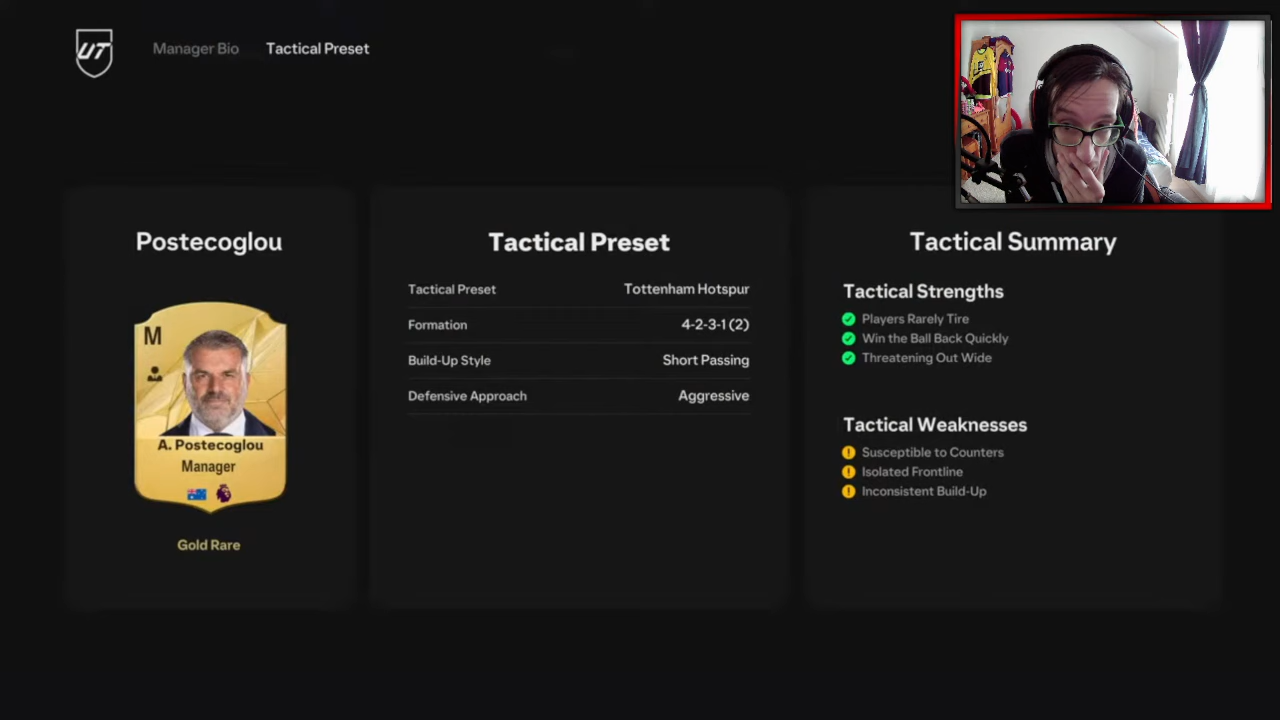 UT
Manager Bio
Tactical Preset
Postecoglou
M
A. Postecoglou
Manager
Gold Rare
Tactical Preset
Tactical Preset Tottenham Hotspur
Formation 4-2-3-1 (2)
Build-Up Style Short Passing
Defensive Approach Aggressive
Tactical Summary
Tactical Strengths
Players Rarely Tire
Win the Ball Back Quickly
Threatening Out Wide
Tactical Weaknesses
Susceptible to Counters
Isolated Frontline
Inconsistent Build-Up